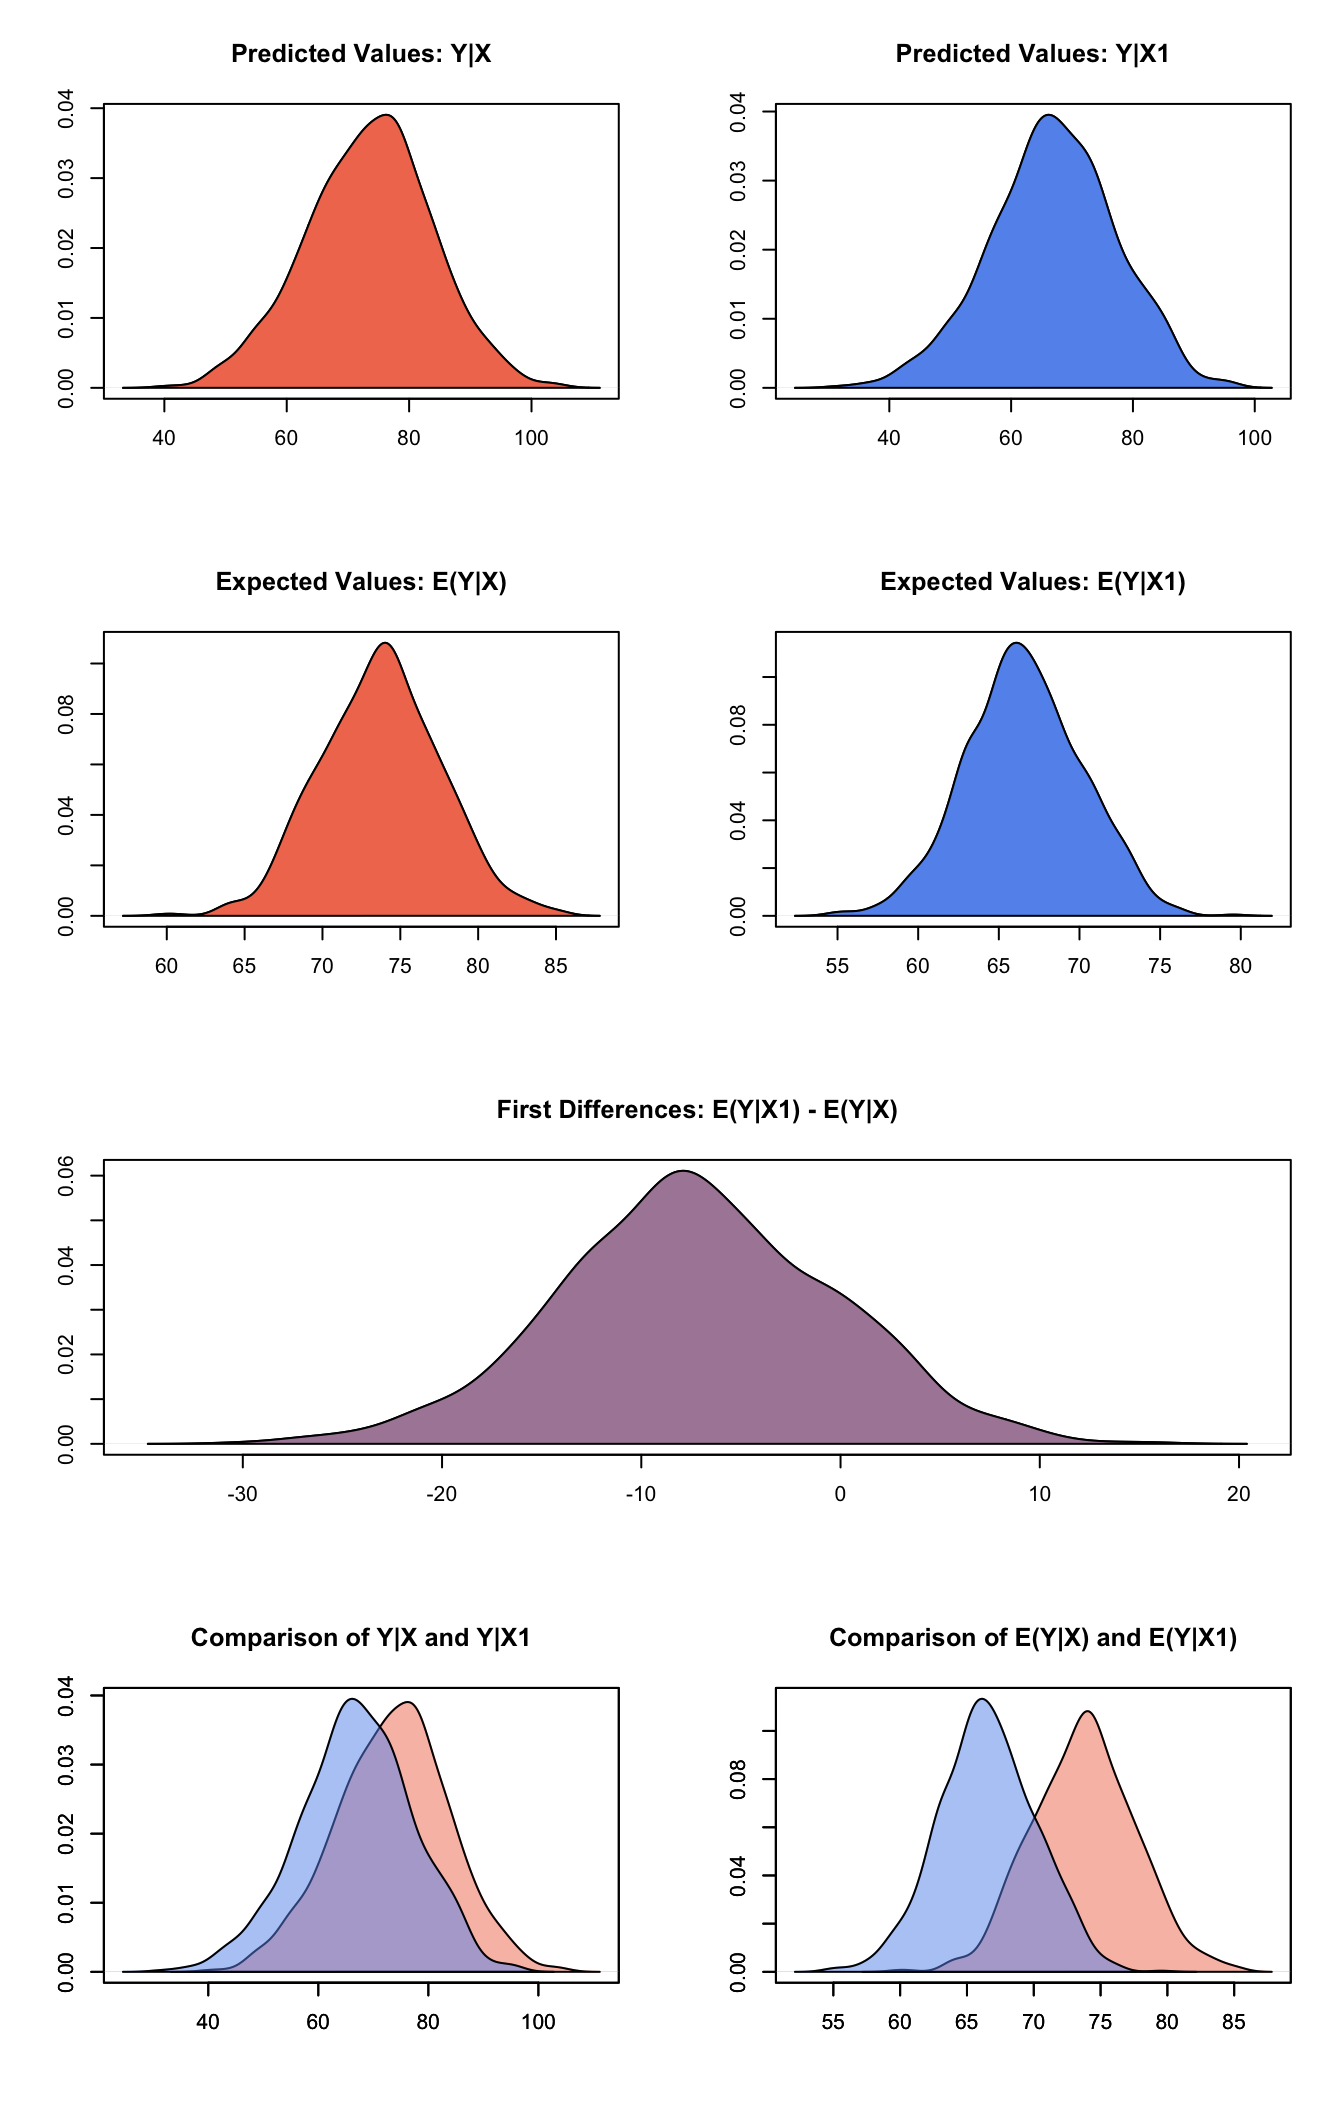 Predicted Values: Y|X
0.00 0.01 0.02 0.03 0.04
40 60 80 100
Predicted Values: Y|X1
0.00 0.01 0.02 0.03 0.04
40 60 80 100
Expected Values: E(Y|X)
0.00 0.04 0.08
60 65 70 75 80 85
Expected Values: E(Y|X1)
0.00 0.04 0.08
55 60 65 70 75 80
First Differences: E(Y|X1) - E(Y|X)
0.00 0.02 0.04 0.06
-30 -20 -10 0 10 20
Comparison of Y|X and Y|X1
0.00 0.01 0.02 0.03 0.04
40 60 80 100
Comparison of E(Y|X) and E(Y|X1)
0.00 0.04 0.08
55 60 65 70 75 80 85